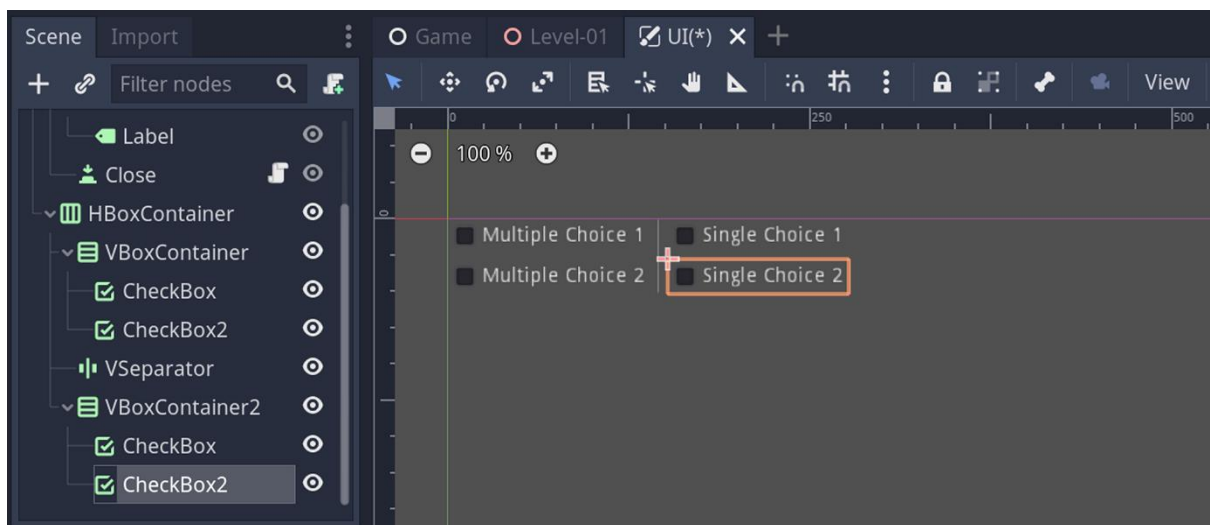 Scene Import
Game Level-01 UI(*)
Filter nodes
View
Label
Close
HBoxContainer
VBoxContainer
CheckBox
CheckBox2
VSeparator
VBoxContainer2
CheckBox
CheckBox2
0 250 500
100 %
0
Multiple Choice 1 Single Choice 1
Multiple Choice 2 Single Choice 2